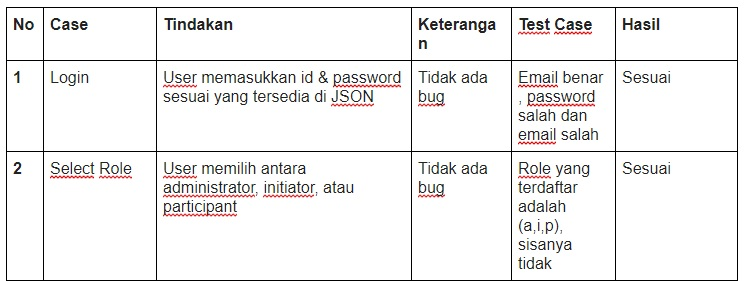 No Case Tindakan Keteranga Test Case Hasil
n
1 Login User memasukkan id & password Tidak ada Email benar Sesuai
sesuai yang tersedia di JSON bug , password
salah dan
email salah
2 Select Role User memilih antara Tidak ada Role yang Sesuai
administrator, initiator, atau bug terdaftar
participant adalah
(a,i,p),
sisanya
tidak